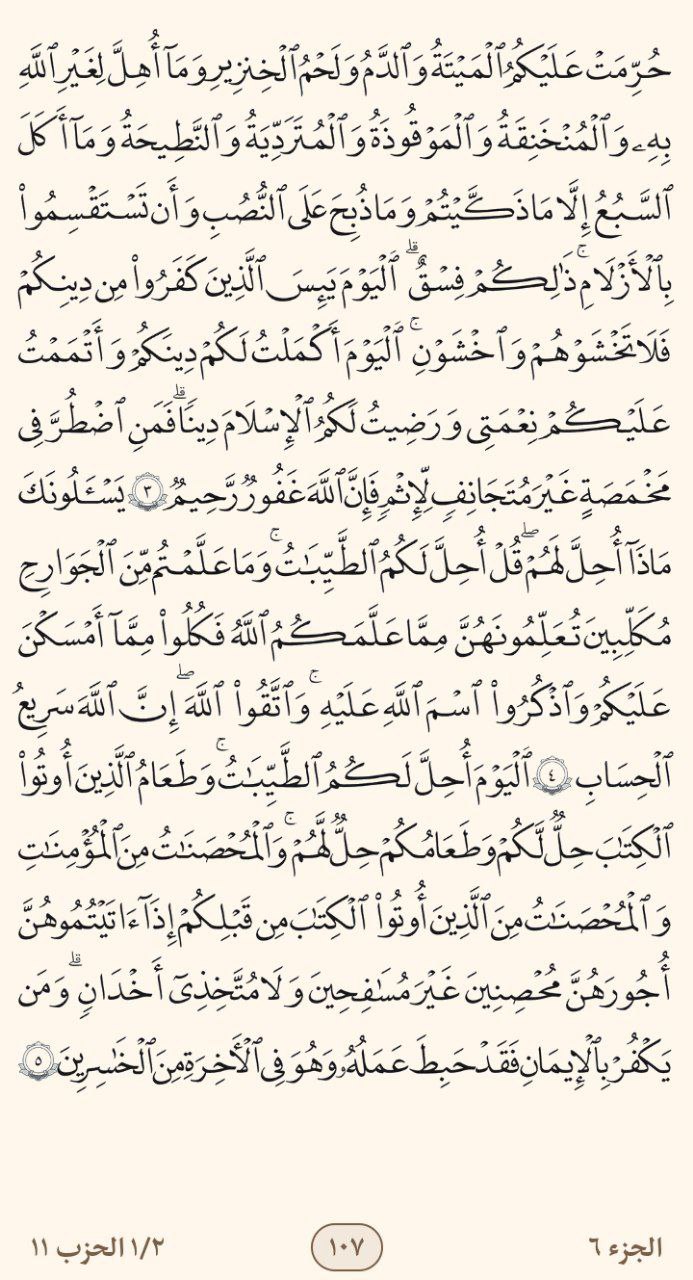 حُرِّمَتْ عَلَيْكُمُ ٱلْمَيْتَةُ وَٱلدَّمُ وَلَحْمُ ٱلْخِنزِيرِ وَمَآ أُهِلَّ لِغَيْرِ ٱللَّهِ
بِهِۦ وَٱلْمُنْخَنِقَةُ وَٱلْمَوْقُوذَةُ وَٱلْمُتَرَدِّيَةُ وَٱلنَّطِيحَةُ وَمَآ أَكَلَ
ٱلسَّبُعُ إِلَّا مَا ذَكَّيْتُمْ وَمَا ذُبِحَ عَلَى ٱلنُّصُبِ وَأَن تَسْتَقْسِمُوا۟
بِٱلْأَزْلَٰمِ ۚ ذَٰلِكُمْ فِسْقٌ ۗ ٱلْيَوْمَ يَئِسَ ٱلَّذِينَ كَفَرُوا۟ مِن دِينِكُمْ
فَلَا تَخْشَوْهُمْ وَٱخْشَوْنِ ۚ ٱلْيَوْمَ أَكْمَلْتُ لَكُمْ دِينَكُمْ وَأَتْمَمْتُ
عَلَيْكُمْ نِعْمَتِى وَرَضِيتُ لَكُمُ ٱلْإِسْلَٰمَ دِينًا ۗ فَمَنِ ٱضْطُرَّ فِى
مَخْمَصَةٍ غَيْرَ مُتَجَانِفٍ لِّإِثْمٍ فَإِنَّ ٱللَّهَ غَفُورٌ رَّحِيمٌ ٣ يَسْـَٔلُونَكَ
مَاذَآ أُحِلَّ لَهُمْ ۖ قُلْ أُحِلَّ لَكُمُ ٱلطَّيِّبَٰتُ ۙ وَمَا عَلَّمْتُم مِّنَ ٱلْجَوَارِحِ
مُكَلِّبِينَ تُعَلِّمُونَهُنَّ مِمَّا عَلَّمَكُمُ ٱللَّهُ فَكُلُوا۟ مِمَّآ أَمْسَكْنَ
عَلَيْكُمْ وَٱذْكُرُوا۟ ٱسْمَ ٱللَّهِ عَلَيْهِ ۚ وَٱتَّقُوا۟ ٱللَّهَ ۖ إِنَّ ٱللَّهَ سَرِيعُ
ٱلْحِسَابِ ٤ ٱلْيَوْمَ أُحِلَّ لَكُمُ ٱلطَّيِّبَٰتُ ۚ وَطَعَامُ ٱلَّذِينَ أُوتُوا۟
ٱلْكِتَٰبَ حِلٌّ لَّكُمْ وَطَعَامُكُمْ حِلٌّ لَّهُمْ ۚ وَٱلْمُحْصَنَٰتُ مِنَ ٱلْمُؤْمِنَٰتِ
وَٱلْمُحْصَنَٰتُ مِنَ ٱلَّذِينَ أُوتُوا۟ ٱلْكِتَٰبَ مِن قَبْلِكُمْ إِذَآ ءَاتَيْتُمُوهُنَّ
أُجُورَهُنَّ مُحْصِنِينَ غَيْرَ مُسَٰفِحِينَ وَلَا مُتَّخِذِىٓ أَخْدَانٍ ۗ وَمَن
يَكْفُرْ بِٱلْإِيمَٰنِ فَقَدْ حَبِطَ عَمَلُهُۥ وَهُوَ فِى ٱلْأَخِرَةِ مِنَ ٱلْخَٰسِرِينَ ٥
الجزء ٦
١٠٧
١/٢ الحزب ١١